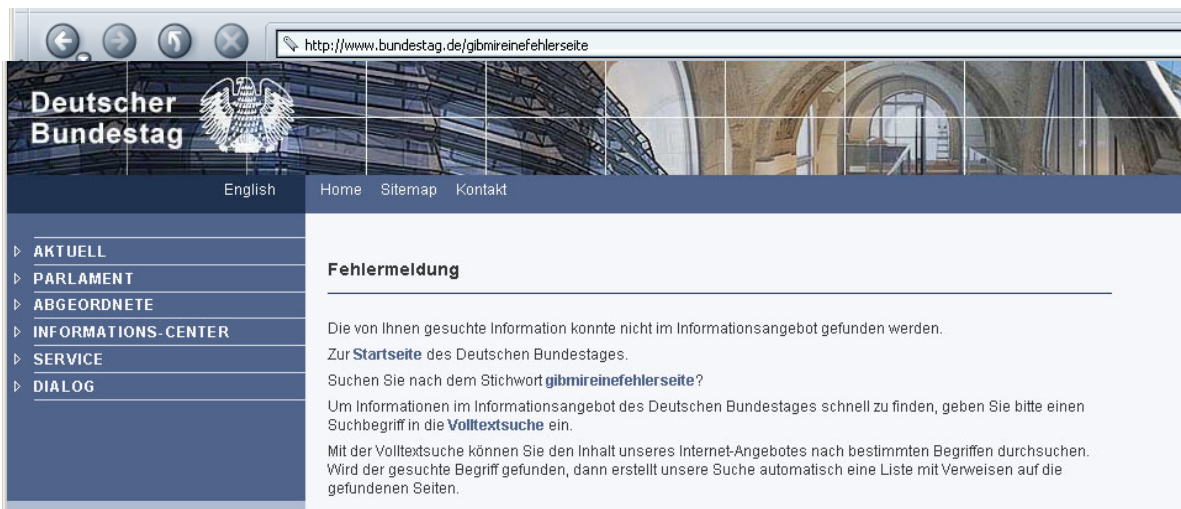 http://www.bundestag.de/gibmireinefehlerseite
Deutscher
Bundestag
English
Home Sitemap Kontakt
AKTUELL
PARLAMENT
ABGEORDNETE
INFORMATIONS-CENTER
SERVICE
DIALOG
Fehlermeldung
Die von Ihnen gesuchte Information konnte nicht im Informationsangebot gefunden werden.
Zur Startseite des Deutschen Bundestages.
Suchen Sie nach dem Stichwort gibmireinefehlerseite?
Um Informationen im Informationsangebot des Deutschen Bundestages schnell zu finden, geben Sie bitte einen
Suchbegriff in die Volltextsuche ein.
Mit der Volltextsuche können Sie den Inhalt unseres Internet-Angebotes nach bestimmten Begriffen durchsuchen.
Wird der gesuchte Begriff gefunden, dann erstellt unsere Suche automatisch eine Liste mit Verweisen auf die
gefundenen Seiten.